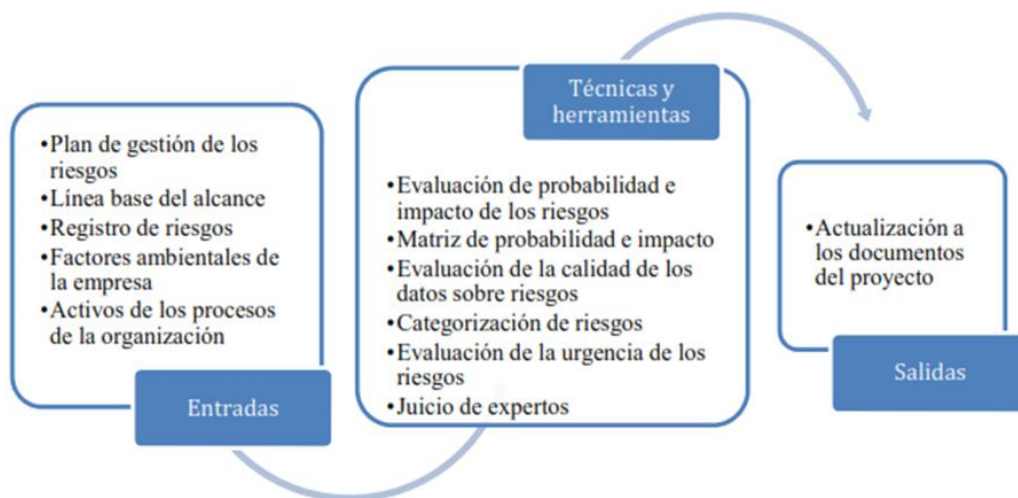 •Plan de gestión de los
riesgos
•Línea base del alcance
•Registro de riesgos
•Factores ambientales de
la empresa
•Activos de los procesos
de la organización
Entradas
Técnicas y
herramientas
•Evaluación de probabilidad e
impacto de los riesgos
•Matriz de probabilidad e impacto
•Evaluación de la calidad de los
datos sobre riesgos
•Categorización de riesgos
•Evaluación de la urgencia de los
riesgos
•Juicio de expertos
•Actualización a
los documentos
del proyecto
Salidas